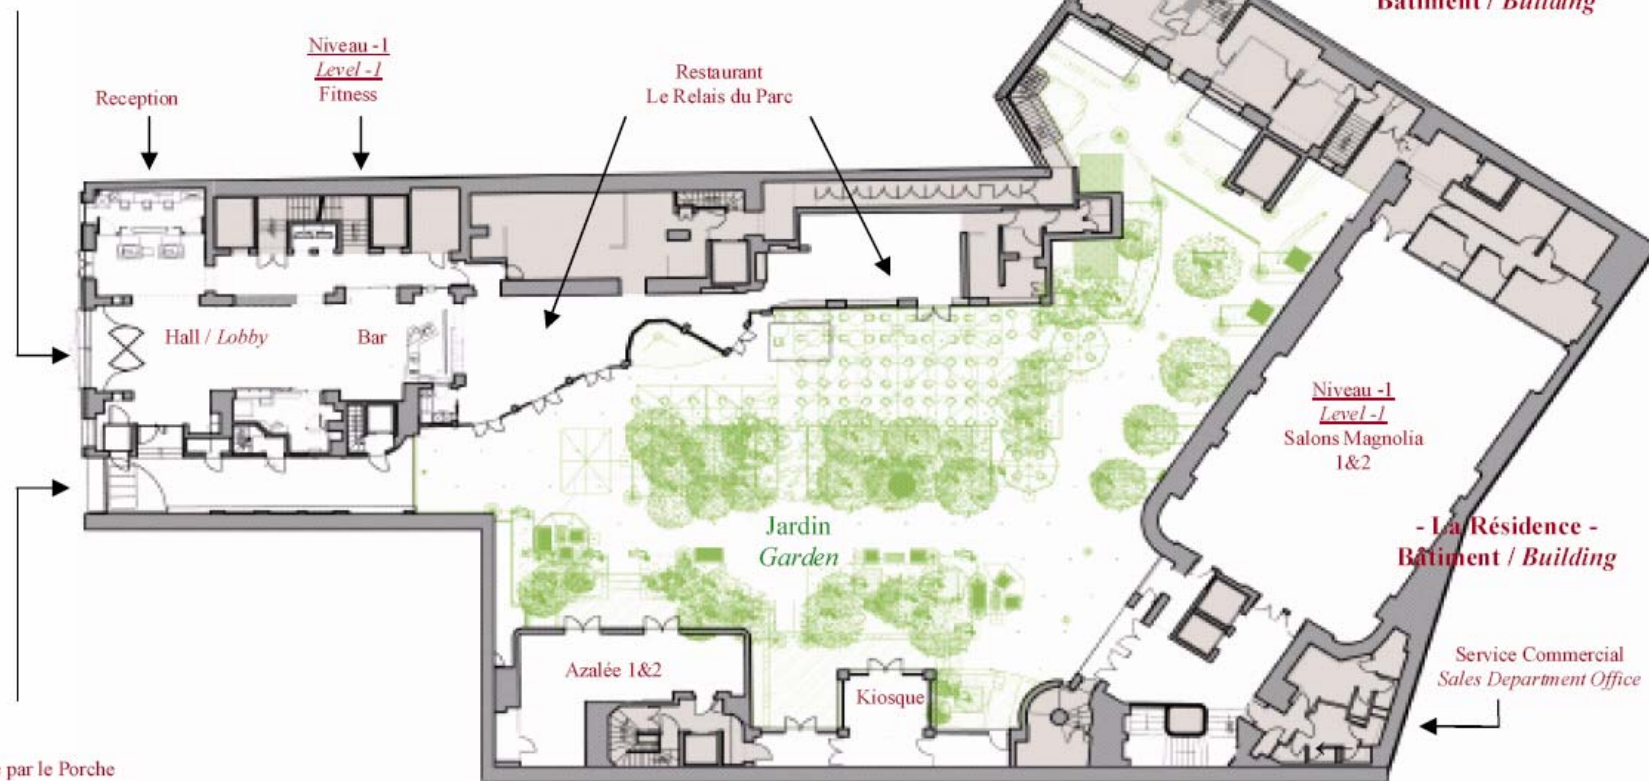 Bâtiment / Building
Niveau -1
Level -1
Fitness
Reception
Restaurant
Le Relais du Parc
Hall / Lobby
Bar
Niveau -1
Level -1
Salons Magnolia
1&2
Jardin
Garden
- La Résidence -
Bâtiment / Building
Azalée 1&2
Kiosque
Service Commercial
Sales Department Office
par le Porche